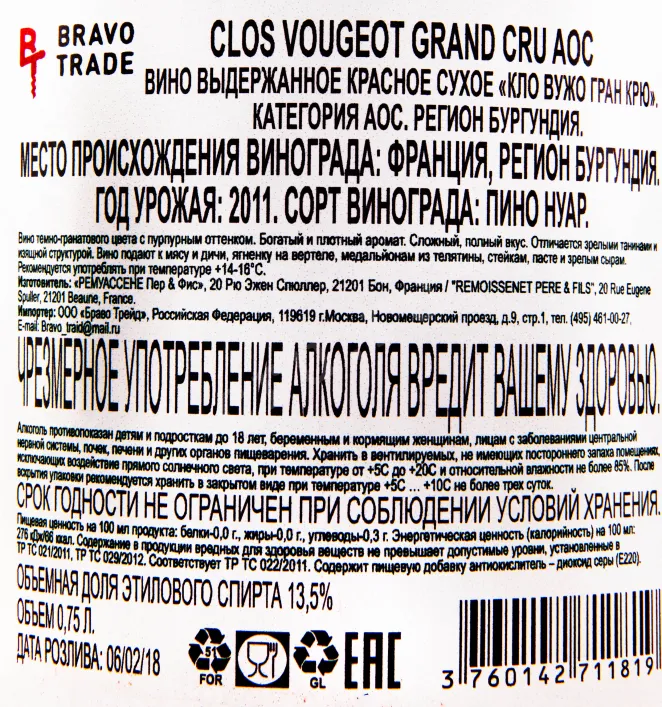 BRAVO
TRADE
CLOS VOUGEOT GRAND CRU AOC
ВИНО ВЫДЕРЖАННОЕ КРАСНОЕ СУХОЕ «КЛО ВУЖО ГРАН КРЮ».
КАТЕГОРИЯ АОС. РЕГИОН БУРГУНДИЯ.
МЕСТО ПРОИСХОЖДЕНИЯ ВИНОГРАДА: ФРАНЦИЯ, РЕГИОН БУРГУНДИЯ.
ГОД УРОЖАЯ: 2011. СОРТ ВИНОГРАДА: ПИНО НУАР.
Вино темно-гранатового цвета с пурпурным оттенком. Богатый и плотный аромат. Сложный, полный вкус. Отличается зрелыми танинами и
изящной структурой. Вино подают к мясу и дичи, ягненку на вертеле, медальонам из телятины, стейкам, пасте и зрелым сырам.
Рекомендуется употреблять при температуре +14-16°С.
Изготовитель: «РЕМУАССЕНЕ Пер & Фис», 20 Рю Эжен Спюллер, 21201 Бон, Франция / "REMOISSENET PERE & FILS", 20 Rue Eugene
Spuller, 21201 Beaune, France.
Импортер: ООО «Браво Трейд», Российская Федерация, 119619 г.Москва, Новомещерский проезд, д.9, стр.1, тел. (495) 461-00-27,
E-mail: Bravo_traid@mail.ru
ЧРЕЗМЕРНОЕ УПОТРЕБЛЕНИЕ АЛКОГОЛЯ ВРЕДИТ ВАШЕМУ ЗДОРОВЬЮ.
Алкоголь противопоказан детям и подросткам до 18 лет, беременным и кормящим женщинам, лицам с заболеваниями центральной
нервной системы, почек, печени и других органов пищеварения. Хранить в вентилируемых, не имеющих постороннего запаха помещениях,
исключающих воздействие прямого солнечного света, при температуре от +5С до +20С и относительной влажности не более 85%. После
вскрытия упаковки рекомендуется хранить в закрытом виде при температуре +5С ... +10С не более трех суток.
СРОК ГОДНОСТИ НЕ ОГРАНИЧЕН ПРИ СОБЛЮДЕНИИ УСЛОВИЙ ХРАНЕНИЯ.
Пищевая ценность на 100 мл продукта: белки-0,0 г., жиры-0,0 г., углеводы-0,3 г. Энергетическая ценность (калорийность) на 100 мл:
276 кДж/66 ккал. Содержание в продукции вредных для здоровья веществ не превышает допустимые уровни, установленные в
ТР ТС 021/2011, ТР ТС 029/2012. Соответствует ТР ТС 022/2011. Содержит пищевую добавку антиокислитель – диоксид серы (Е220).
ОБЪЕМНАЯ ДОЛЯ ЭТИЛОВОГО СПИРТА 13,5%
ОБЪЕМ 0,75 Л.
ДАТА РОЗЛИВА: 06/02/18
51
FOR
GL
EAC
3 760142 711819